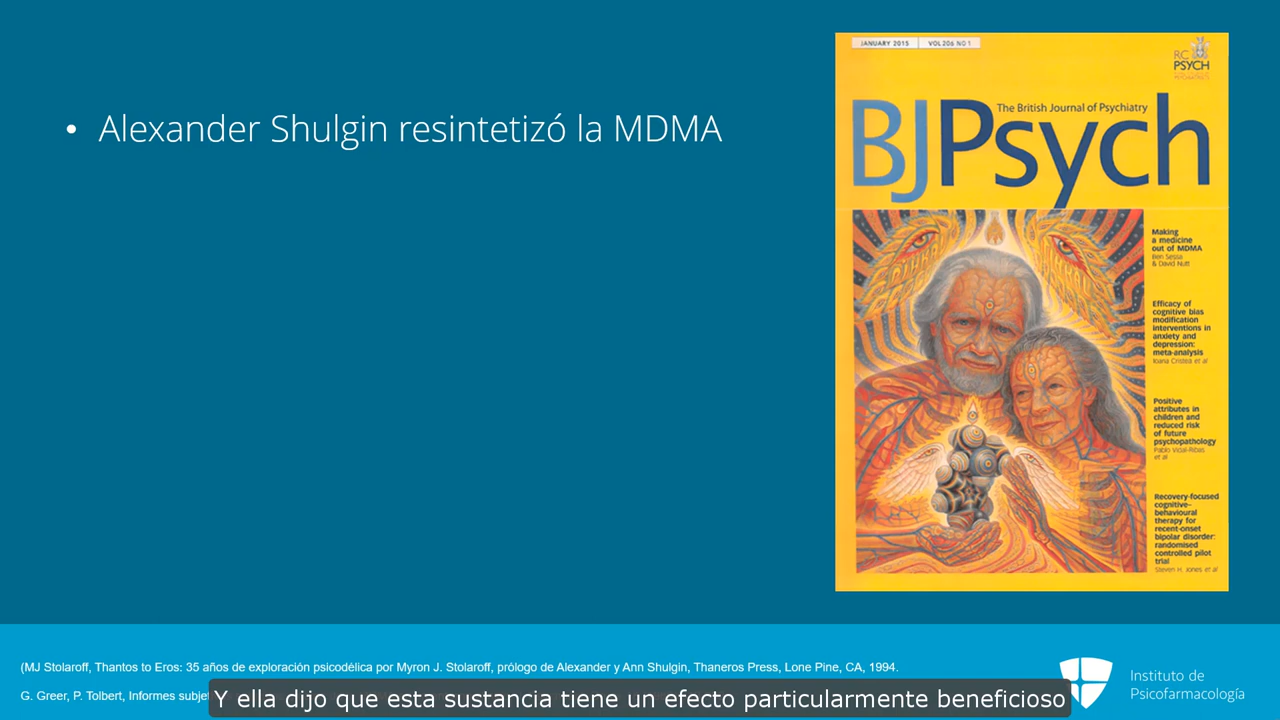 • Alexander Shulgin resintetizó la MDMA
JANUARY 2015 VOL 206 NO 1
RC
PSYCH
The British Journal of Psychiatry
BJPsych
Making
a medicine
out of MDMA
Ben Sessa
& David Nutt
Efficacy of
cognitive bias
modification
interventions in
anxiety and
depression:
meta-analysis
Ioana Cristea et al
Positive
attributes in
children and
reduced risk
of future
psychopathology
Pablo Vidal-Ribas
et al
Recovery-focused
cognitive-
behavioural
therapy for
recent-onset
bipolar disorder:
randomised
controlled pilot
trial
Steven H. Jones et al
(MJ Stolaroff, Thantos to Eros: 35 años de exploración psicodélica por Myron J. Stolaroff, prólogo de Alexander y Ann Shulgin, Thaneros Press, Lone Pine, CA, 1994.
G. Greer, P. Tolbert, Informes
Y ella dijo que esta sustancia tiene un efecto particularmente beneficioso
Instituto de
Psicofarmacología